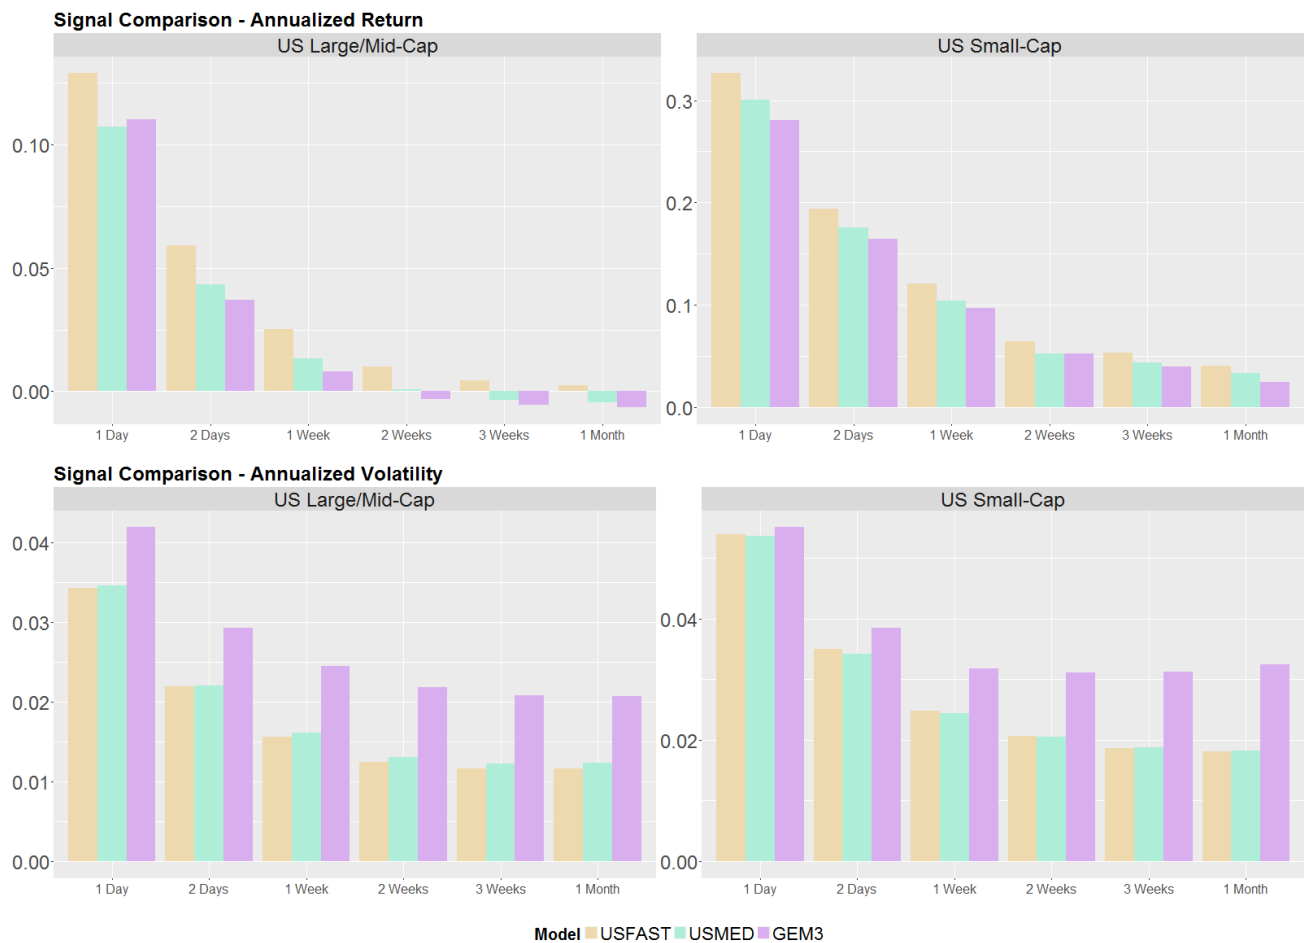 Signal Comparison - Annualized Return
US Large/Mid-Cap
US Small-Cap
0.10
0.05
0.00
0.3
0.2
0.1
0.0
1 Day 2 Days 1 Week 2 Weeks 3 Weeks 1 Month
1 Day 2 Days 1 Week 2 Weeks 3 Weeks 1 Month
Signal Comparison - Annualized Volatility
US Large/Mid-Cap
US Small-Cap
0.04
0.03
0.02
0.01
0.00
0.04
0.02
0.00
1 Day 2 Days 1 Week 2 Weeks 3 Weeks 1 Month
1 Day 2 Days 1 Week 2 Weeks 3 Weeks 1 Month
Model USFAST USMED GEM3